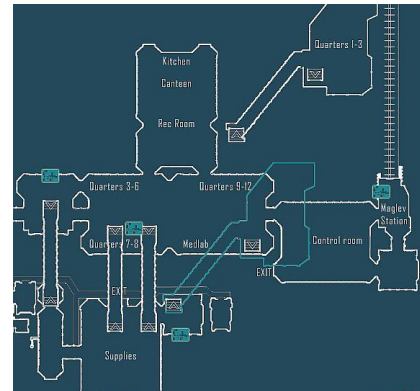 Quarters 1-3
Kitchen
Canteen
Rec Room
Quarters 3-6
Quarters 9-12
Maglev
Station
Quarters 7-8
Medlab
Control room
EXIT
EXIT
Supplies